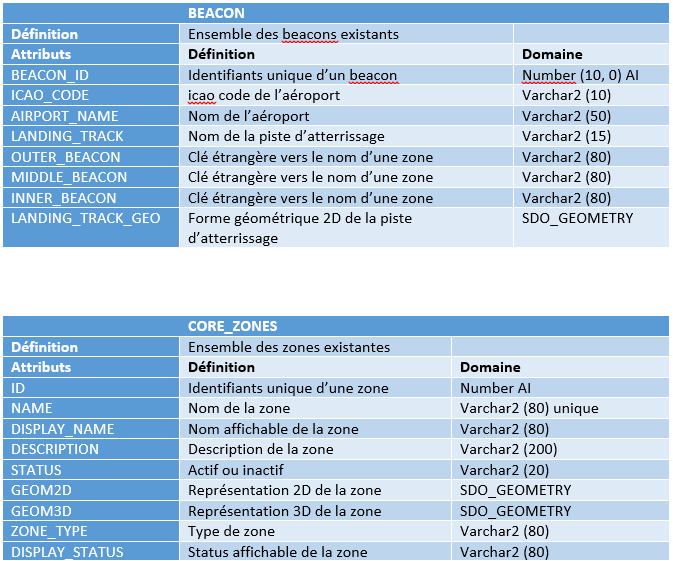 BEACON
Définition Ensemble des beacons existants
Attributs Définition Domaine
BEACON_ID Identifiants unique d’un beacon Number (10, 0) AI
ICAO_CODE icao code de l’aéroport Varchar2 (10)
AIRPORT_NAME Nom de l’aéroport Varchar2 (50)
LANDING_TRACK Nom de la piste d’atterrissage Varchar2 (15)
OUTER_BEACON Clé étrangère vers le nom d’une zone Varchar2 (80)
MIDDLE_BEACON Clé étrangère vers le nom d’une zone Varchar2 (80)
INNER_BEACON Clé étrangère vers le nom d’une zone Varchar2 (80)
LANDING_TRACK_GEO Forme géométrique 2D de la piste SDO_GEOMETRY
d’atterrissage
CORE_ZONES
Définition Ensemble des zones existantes
Attributs Définition Domaine
ID Identifiants unique d’une zone Number AI
NAME Nom de la zone Varchar2 (80) unique
DISPLAY_NAME Nom affichable de la zone Varchar2 (80)
DESCRIPTION Description de la zone Varchar2 (200)
STATUS Actif ou inactif Varchar2 (20)
GEOM2D Représentation 2D de la zone SDO_GEOMETRY
GEOM3D Représentation 3D de la zone SDO_GEOMETRY
ZONE_TYPE Type de zone Varchar2 (80)
DISPLAY_STATUS Status affichable de la zone Varchar2 (80)